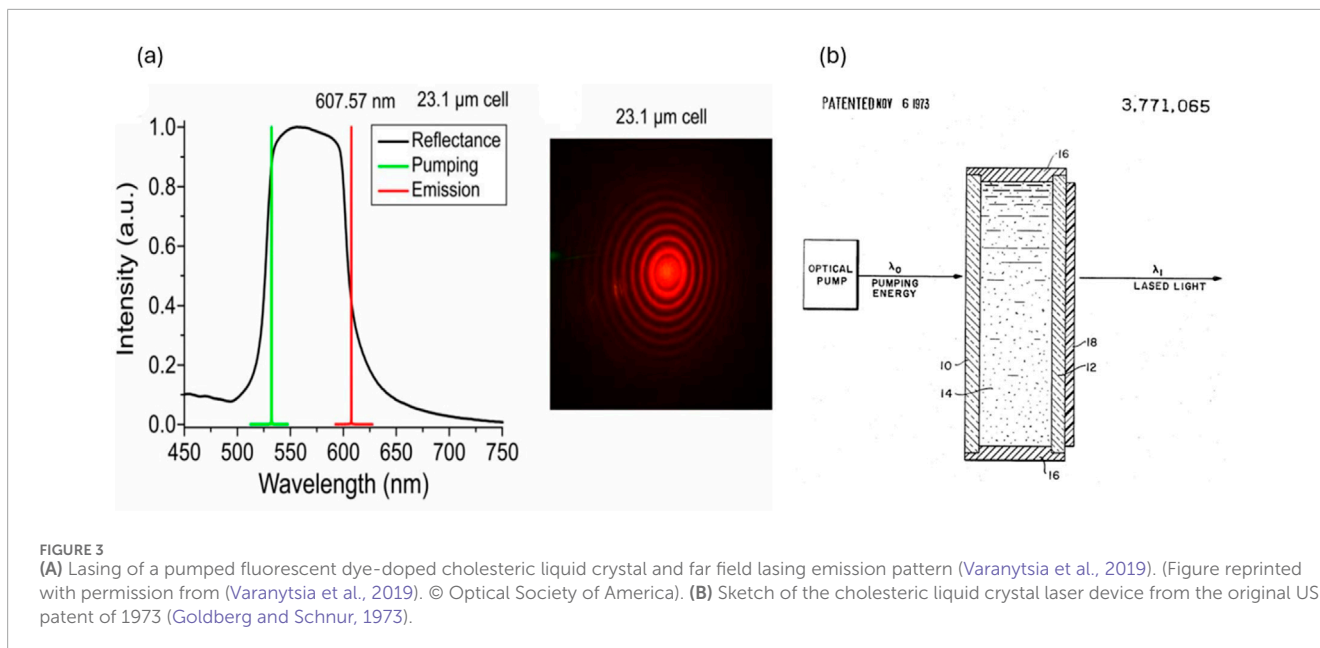 (a)
607.57 nm 23.1 µm cell
1.0
0.8
0.6
0.4
0.2
0.0
Intensity (a.u.)
Reflectance
Pumping
Emission
450 500 550 600 650 700 750
Wavelength (nm)
23.1 µm cell
(b)
PATENTED NOV 6 1973 3,771,065
16
OPTICAL
PUMP
λ0
PUMPING
ENERGY
λ1
LASED LIGHT
18
10
12
14
16
FIGURE 3
(A) Lasing of a pumped fluorescent dye-doped cholesteric liquid crystal and far field lasing emission pattern (Varanytsia et al., 2019). (Figure reprinted
with permission from (Varanytsia et al., 2019). © Optical Society of America). (B) Sketch of the cholesteric liquid crystal laser device from the original US
patent of 1973 (Goldberg and Schnur, 1973).